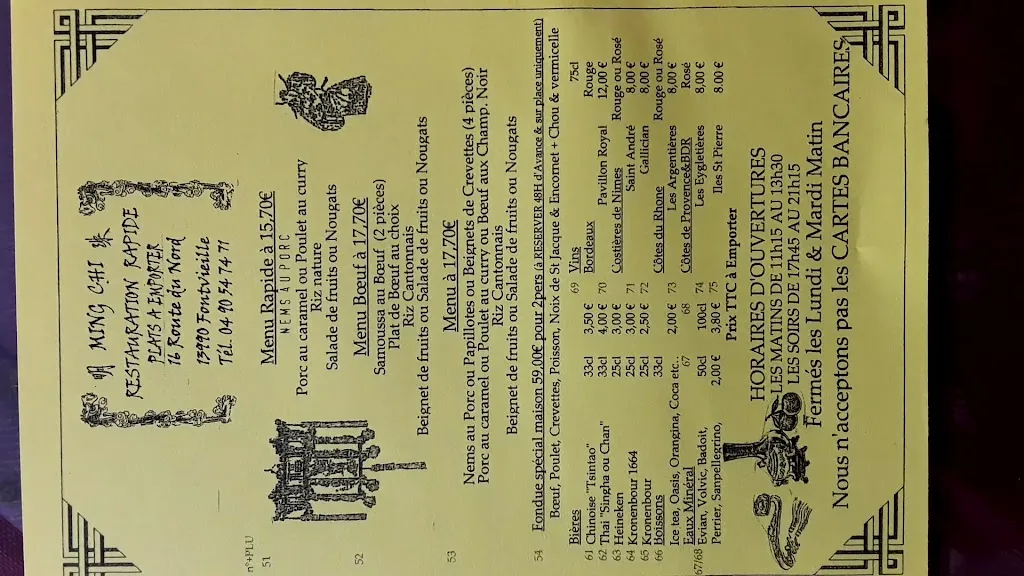 明 MING CHI 珠
RESTAURATION RAPIDE
PLATS A EMPORTER
16 Route du Nord
13990 Fontvieille
Tél. 04 90 54 74 71
n°+PLU
51 Menu Rapide à 15,70€
NEMS AU PORC
Porc au caramel ou Poulet au curry
Riz nature
Salade de fruits ou Nougats
52 Menu Bœuf à 17,70€
Samoussa au Bœuf (2 pièces)
Plat de Bœuf au choix
Riz Cantonnais
Beignet de fruits ou Salade de fruits ou Nougats
53 Menu à 17,70€
Nems au Porc ou Papillotes ou Beignets de Crevettes (4 pièces)
Porc au caramel ou Poulet au curry ou Bœuf aux Champ. Noir
Riz Cantonnais
Beignet de fruits ou Salade de fruits ou Nougats
54 Fondue spécial maison 59,00€ pour 2pers (à RESERVER 48H d'Avance & sur place uniquement)
Bœuf, Poulet, Crevettes, Poisson, Noix de St Jacque & Encornet + Chou & vermicelle
Bières Vins 75cl
61 Chinoise "Tsintao" 33cl 3,50 € 69 Bordeaux Rouge
62 Thai "Singha ou Chan" 33cl 4,00 € 70 Pavillon Royal 12,00 €
63 Heineken 25cl 3,00 € Costières de Nîmes Rouge ou Rosé
64 Kronenbour 1664 25cl 3,00 € 71 Saint André 8,00 €
65 Kronenbour 25cl 2,50 € 72 Gallician 8,00 €
66 boissons 33cl Côtes du Rhone Rouge ou Rosé
Ice tea, Oasis, Orangina, Cocca etc.. 2,00 € 73 Les Argentières 8,00 €
Eaux Minéral 67 68 Côtes de Provence&BDR Rosé
67/68 Evian, Volvic, Badoit, 50cl 100cl 74 Les Eygletières 8,00 €
Perrier, Sanpellegrino, 2,00 € 3,80 € 75 Iles St Pierre 8,00 €
Prix TTC à Emporter
HORAIRES D'OUVERTURES
LES MATINS DE 11h15 AU 13h30
LES SOIRS DE 17h45 AU 21h15
Fermés les Lundi & Mardi Matin
Nous n'acceptons pas les CARTES BANCAIRES